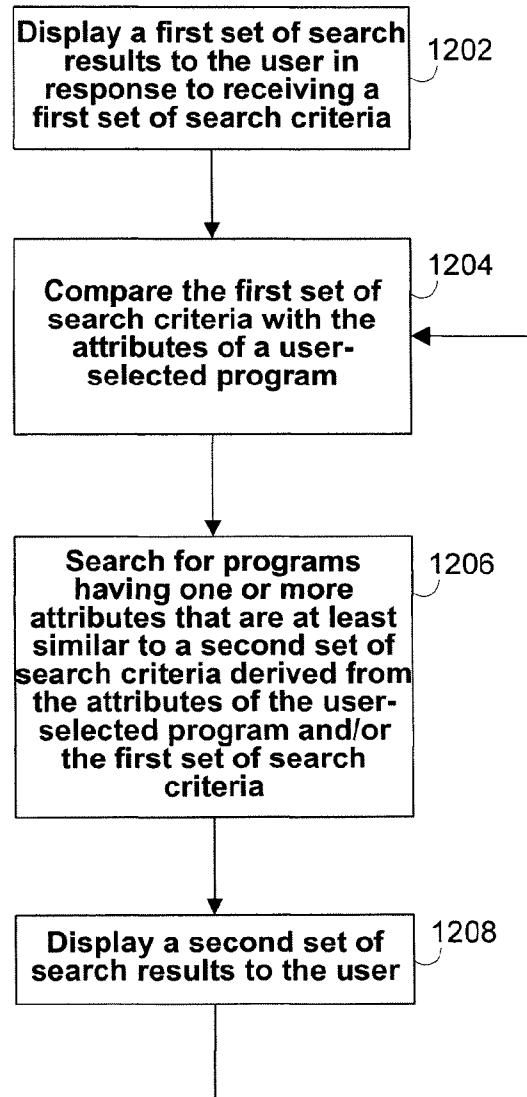 Display a first set of search
results to the user in
response to receiving a
first set of search criteria
1202
Compare the first set of
search criteria with the
attributes of a user-
selected program
1204
Search for programs
having one or more
attributes that are at least
similar to a second set of
search criteria derived from
the attributes of the user-
selected program and/or
the first set of search
criteria
1206
Display a second set of
search results to the user
1208